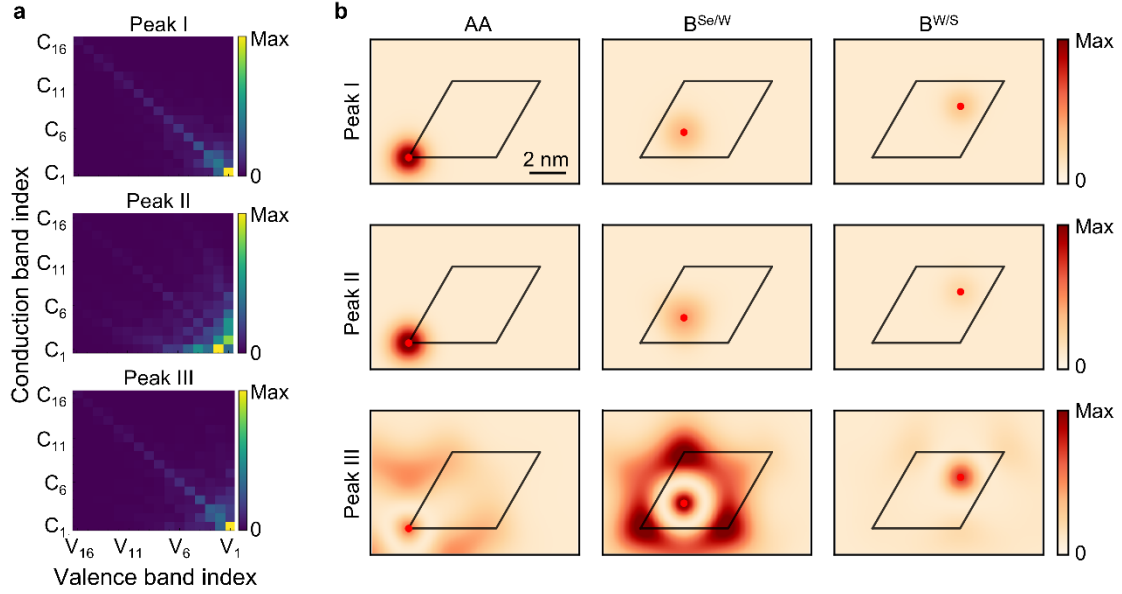 a
Peak I
C16
C11
C6
C1
Max
0
Peak II
C16
C11
C6
C1
Max
0
Peak III
C16
C11
C6
C1
Max
0
V16 V11 V6 V1
Conduction band index
Valence band index
b
AA
B^Se/W
B^W/S
Peak I
2 nm
Max
0
Peak II
Max
0
Peak III
Max
0